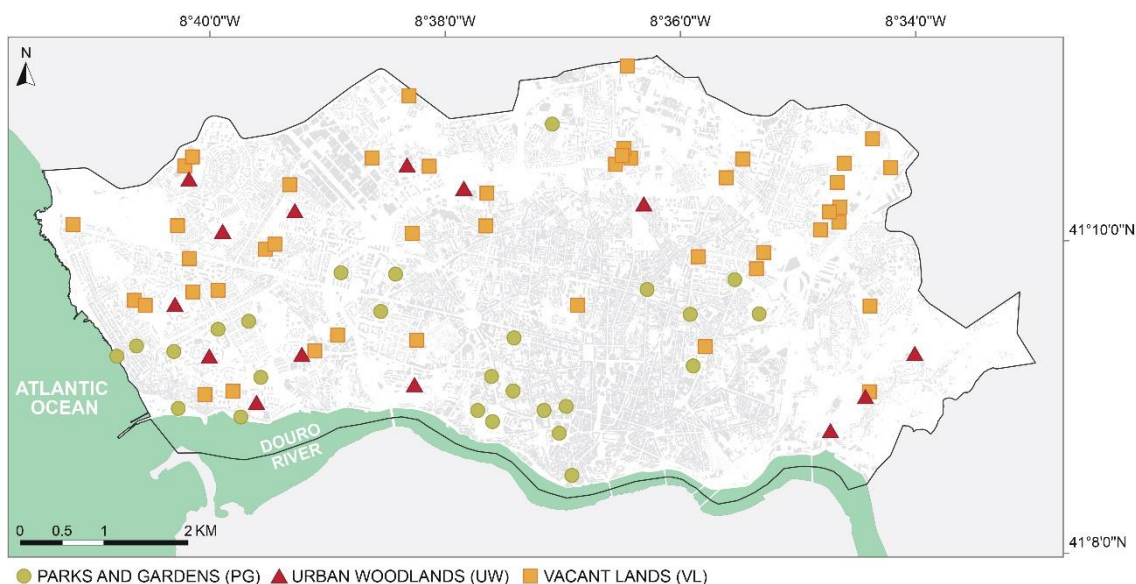 8°40'0"W 8°38'0"W 8°36'0"W 8°34'0"W
N
41°10'0"N
ATLANTIC
OCEAN
DOURO
RIVER
0 0.5 1 2 KM
41°8'0"N
PARKS AND GARDENS (PG) URBAN WOODLANDS (UW) VACANT LANDS (VL)